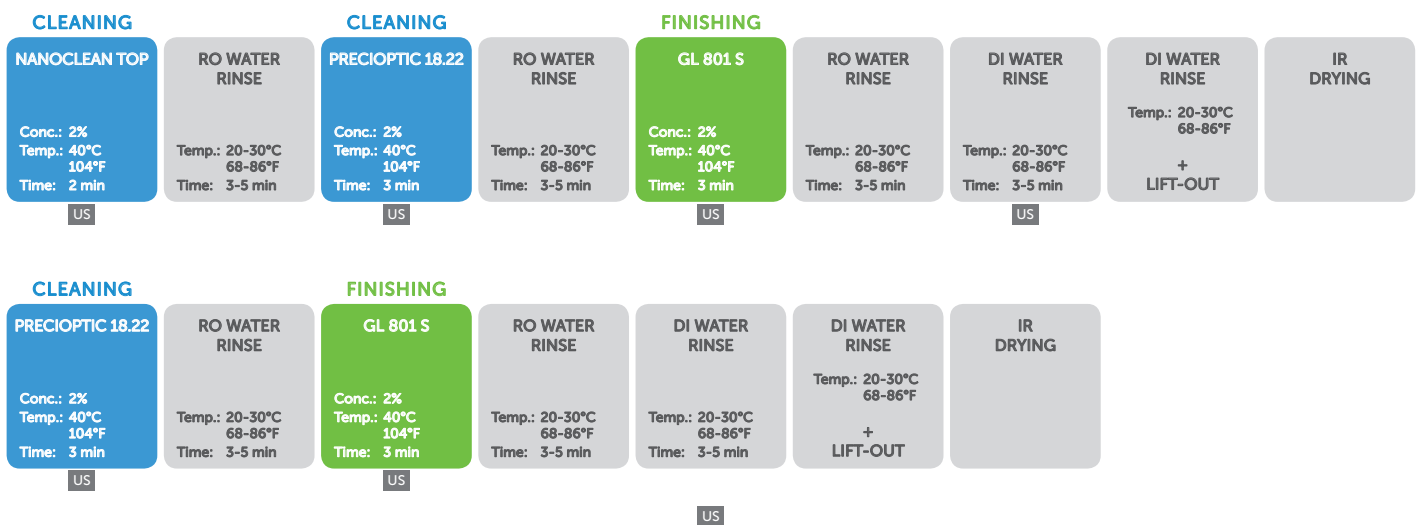 CLEANING
CLEANING
FINISHING
NANOCLEAN TOP
Conc.: 2%
Temp.: 40°C
104°F
Time: 2 min
US
RO WATER
RINSE
Temp.: 20-30°C
68-86°F
Time: 3-5 min
PRECIOPTIC 18.22
Conc.: 2%
Temp.: 40°C
104°F
Time: 3 min
US
RO WATER
RINSE
Temp.: 20-30°C
68-86°F
Time: 3-5 min
GL 801 S
Conc.: 2%
Temp.: 40°C
104°F
Time: 3 min
US
RO WATER
RINSE
Temp.: 20-30°C
68-86°F
Time: 3-5 min
DI WATER
RINSE
Temp.: 20-30°C
68-86°F
Time: 3-5 min
US
DI WATER
RINSE
Temp.: 20-30°C
68-86°F
+
LIFT-OUT
IR
DRYING
CLEANING
FINISHING
PRECIOPTIC 18.22
Conc.: 2%
Temp.: 40°C
104°F
Time: 3 min
US
RO WATER
RINSE
Temp.: 20-30°C
68-86°F
Time: 3-5 min
GL 801 S
Conc.: 2%
Temp.: 40°C
104°F
Time: 3 min
US
RO WATER
RINSE
Temp.: 20-30°C
68-86°F
Time: 3-5 min
DI WATER
RINSE
Temp.: 20-30°C
68-86°F
Time: 3-5 min
US
DI WATER
RINSE
Temp.: 20-30°C
68-86°F
+
LIFT-OUT
IR
DRYING